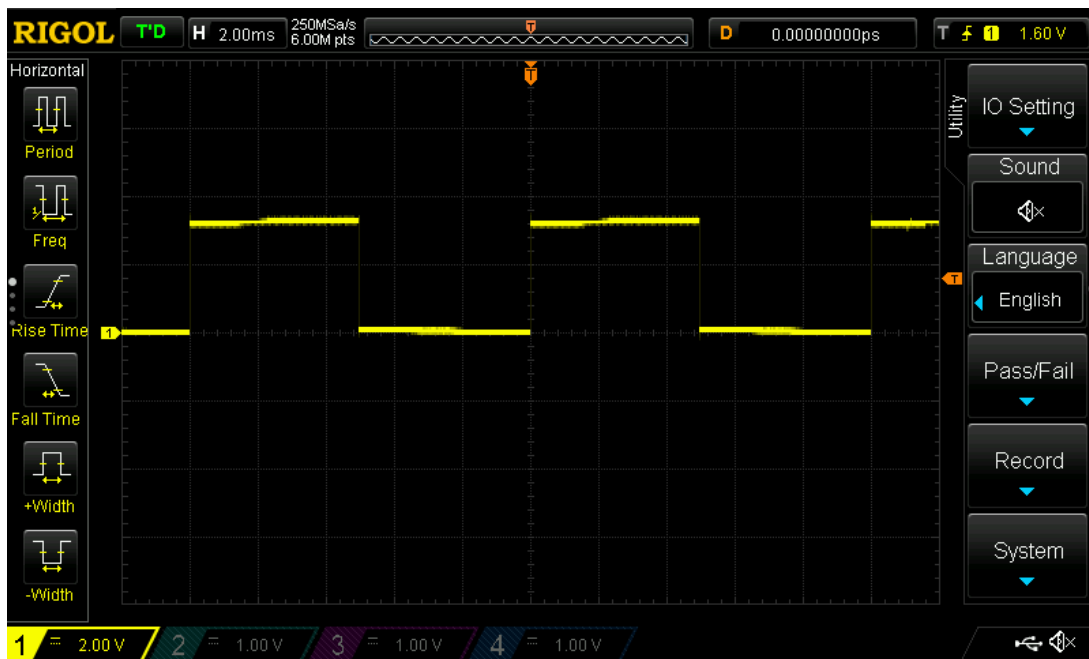 RIGOL T'D H 2.00ms 250MSa/s D 0.00000000ps T 1 1.60 V
6.00M pts
T
Horizontal
T
Utility
IO Setting
Period
Sound
Freq
Language
T
English
Rise Time
1
Pass/Fail
Fall Time
Record
+Width
System
-Width
1 2.00 V 2 1.00 V 3 1.00 V 4 1.00 V